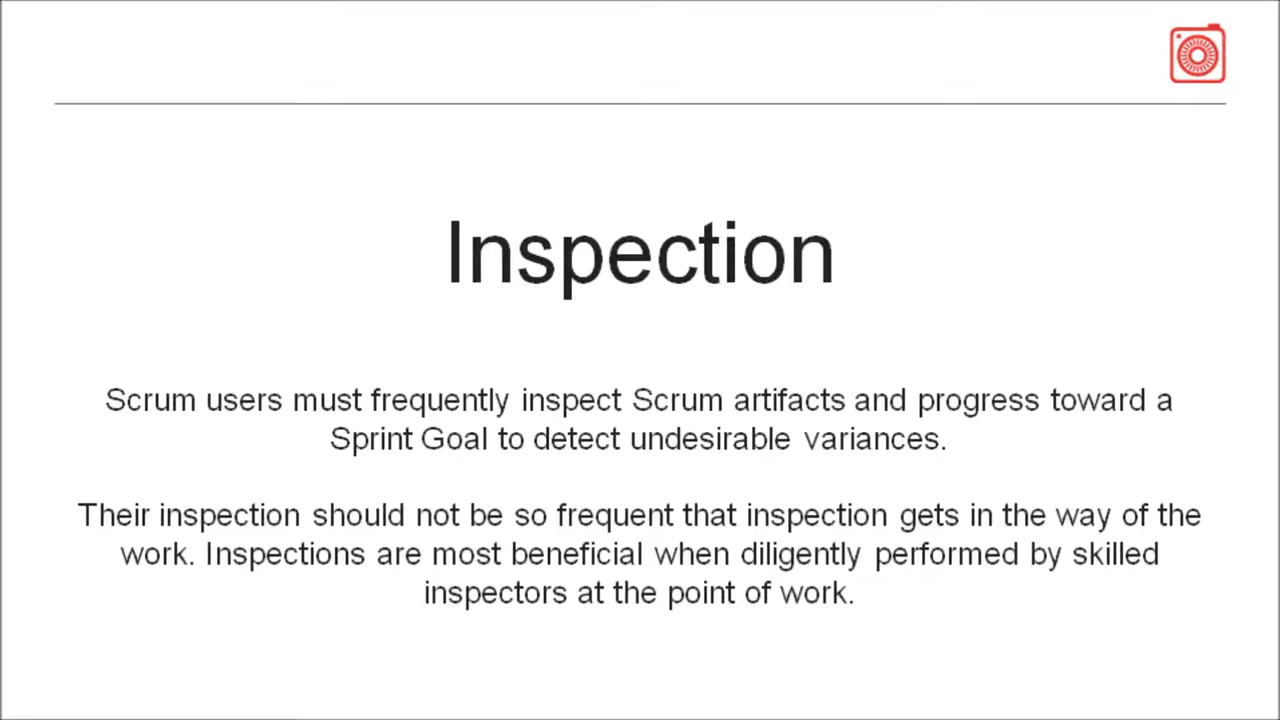 Inspection
Scrum users must frequently inspect Scrum artifacts and progress toward a
Sprint Goal to detect undesirable variances.
Their inspection should not be so frequent that inspection gets in the way of the
work. Inspections are most beneficial when diligently performed by skilled
inspectors at the point of work.